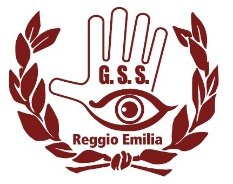 G. S. S.
Reggio Emilia